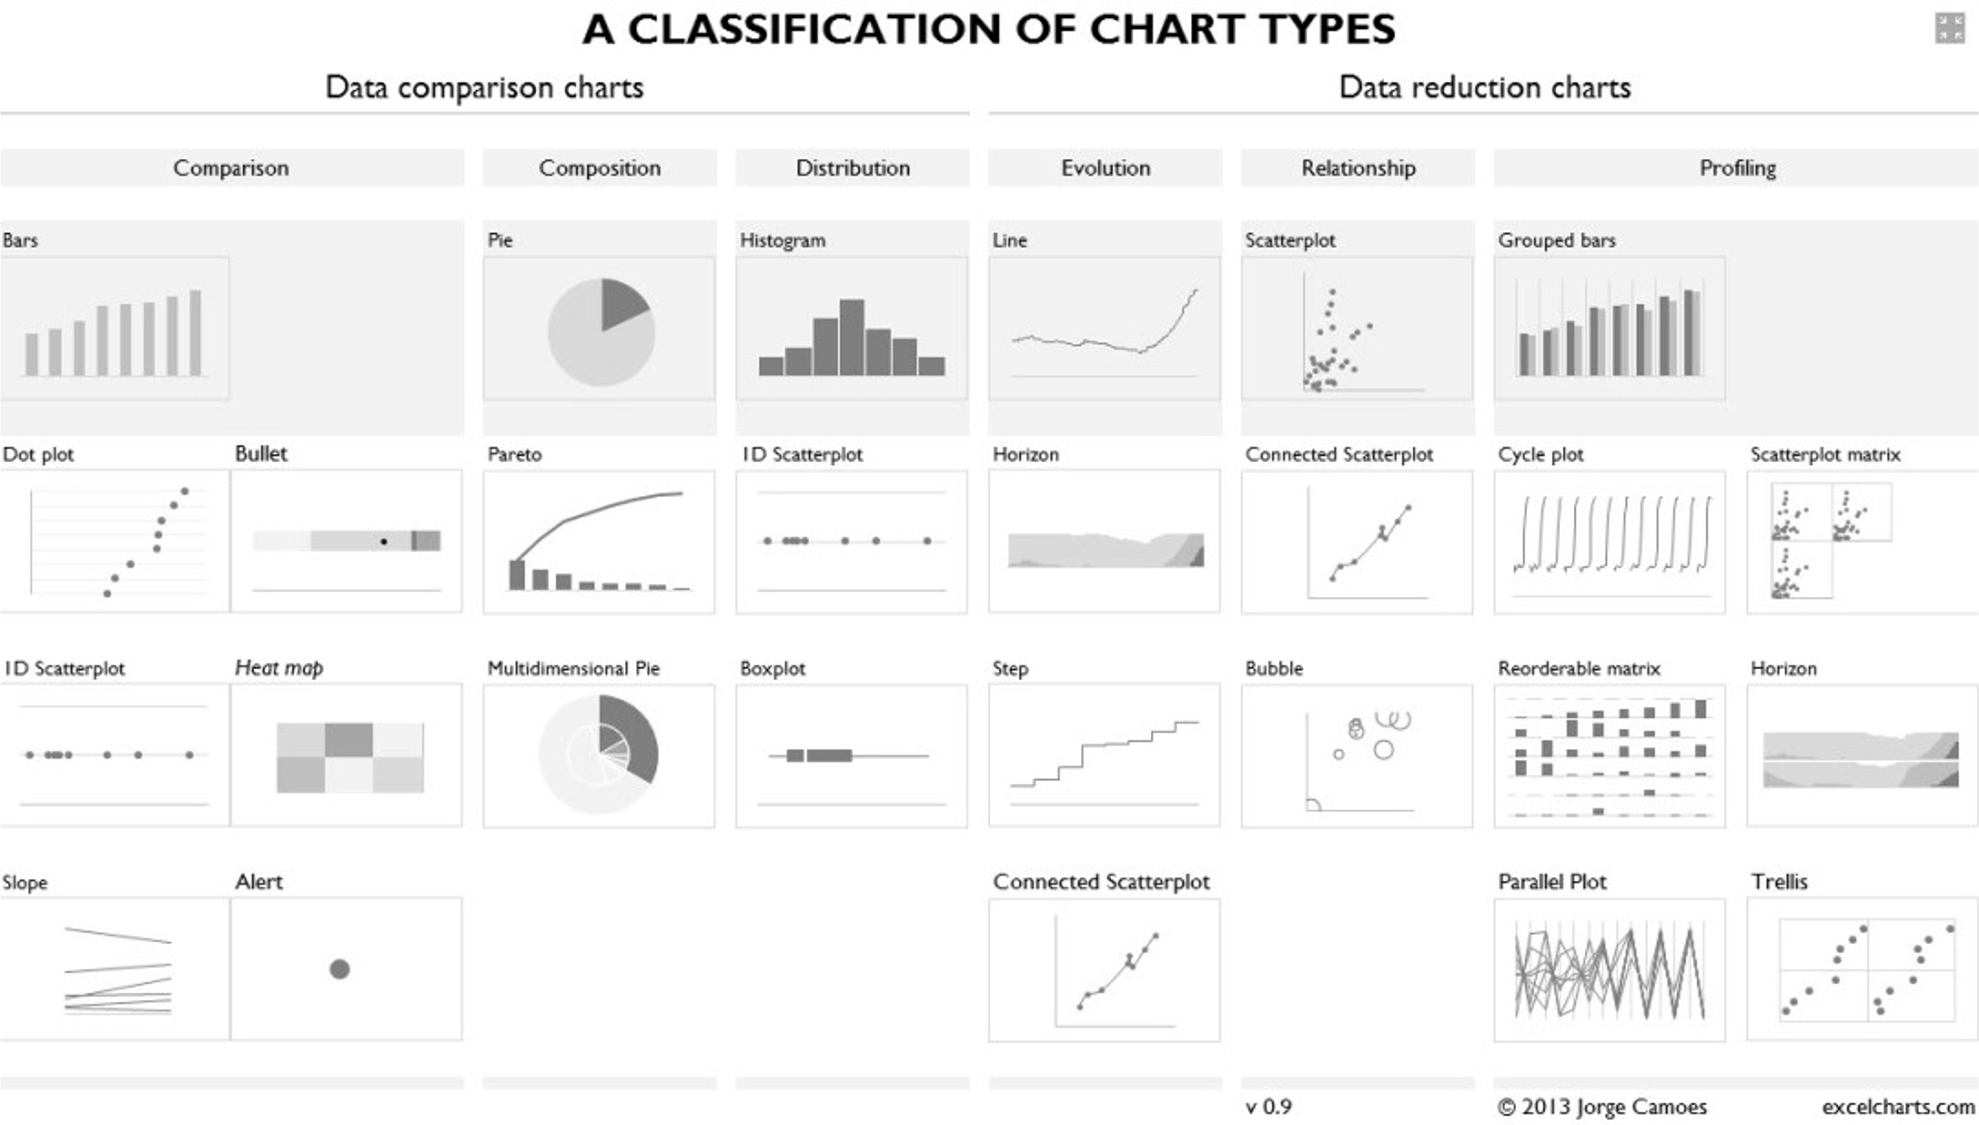 A CLASSIFICATION OF CHART TYPES
Data comparison charts
Data reduction charts
Comparison
Composition
Distribution
Evolution
Relationship
Profiling
Bars
Pie
Histogram
Line
Scatterplot
Grouped bars
Dot plot
Bullet
Pareto
1D Scatterplot
Horizon
Connected Scatterplot
Cycle plot
Scatterplot matrix
1D Scatterplot
Heat map
Multidimensional Pie
Boxplot
Step
Bubble
Reorderable matrix
Horizon
Slope
Alert
Connected Scatterplot
Parallel Plot
Trellis
v 0.9
© 2013 Jorge Camoes
excelcharts.com